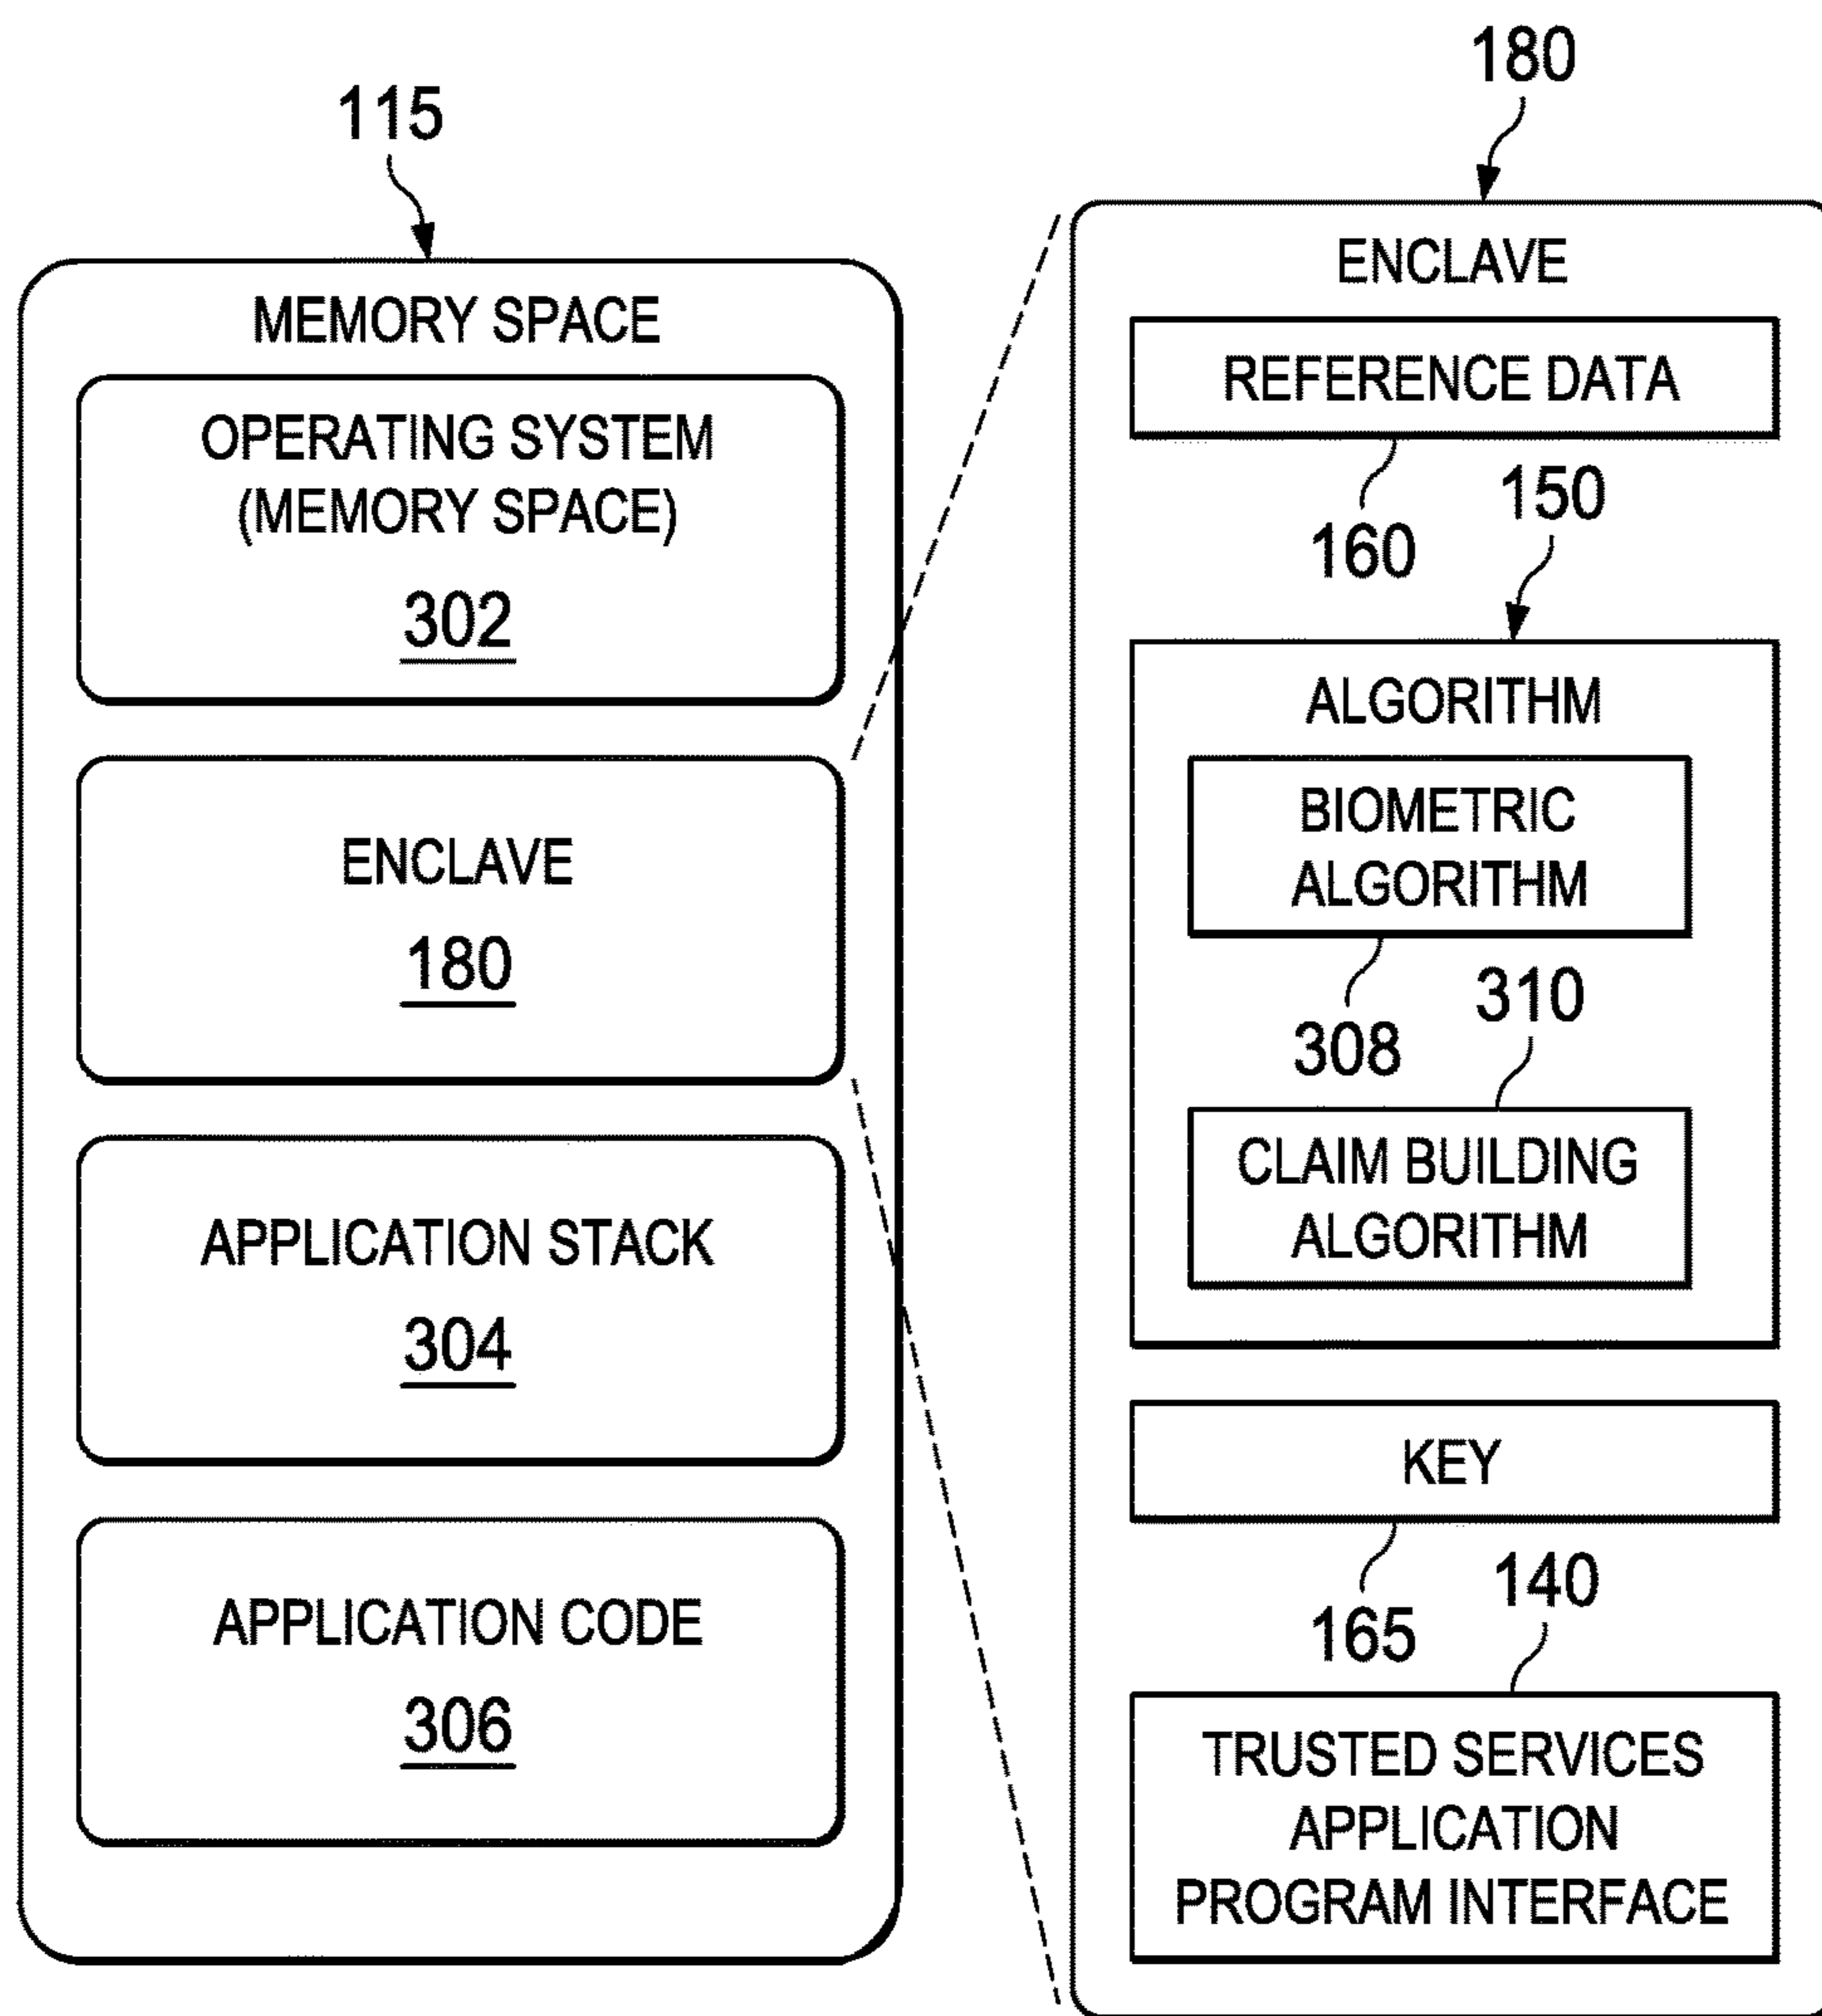 115
MEMORY SPACE
OPERATING SYSTEM
(MEMORY SPACE)
302
ENCLAVE
180
APPLICATION STACK
304
APPLICATION CODE
306
180
ENCLAVE
REFERENCE DATA
160
150
ALGORITHM
BIOMETRIC
ALGORITHM
308
310
CLAIM BUILDING
ALGORITHM
KEY
165
140
TRUSTED SERVICES
APPLICATION
PROGRAM INTERFACE